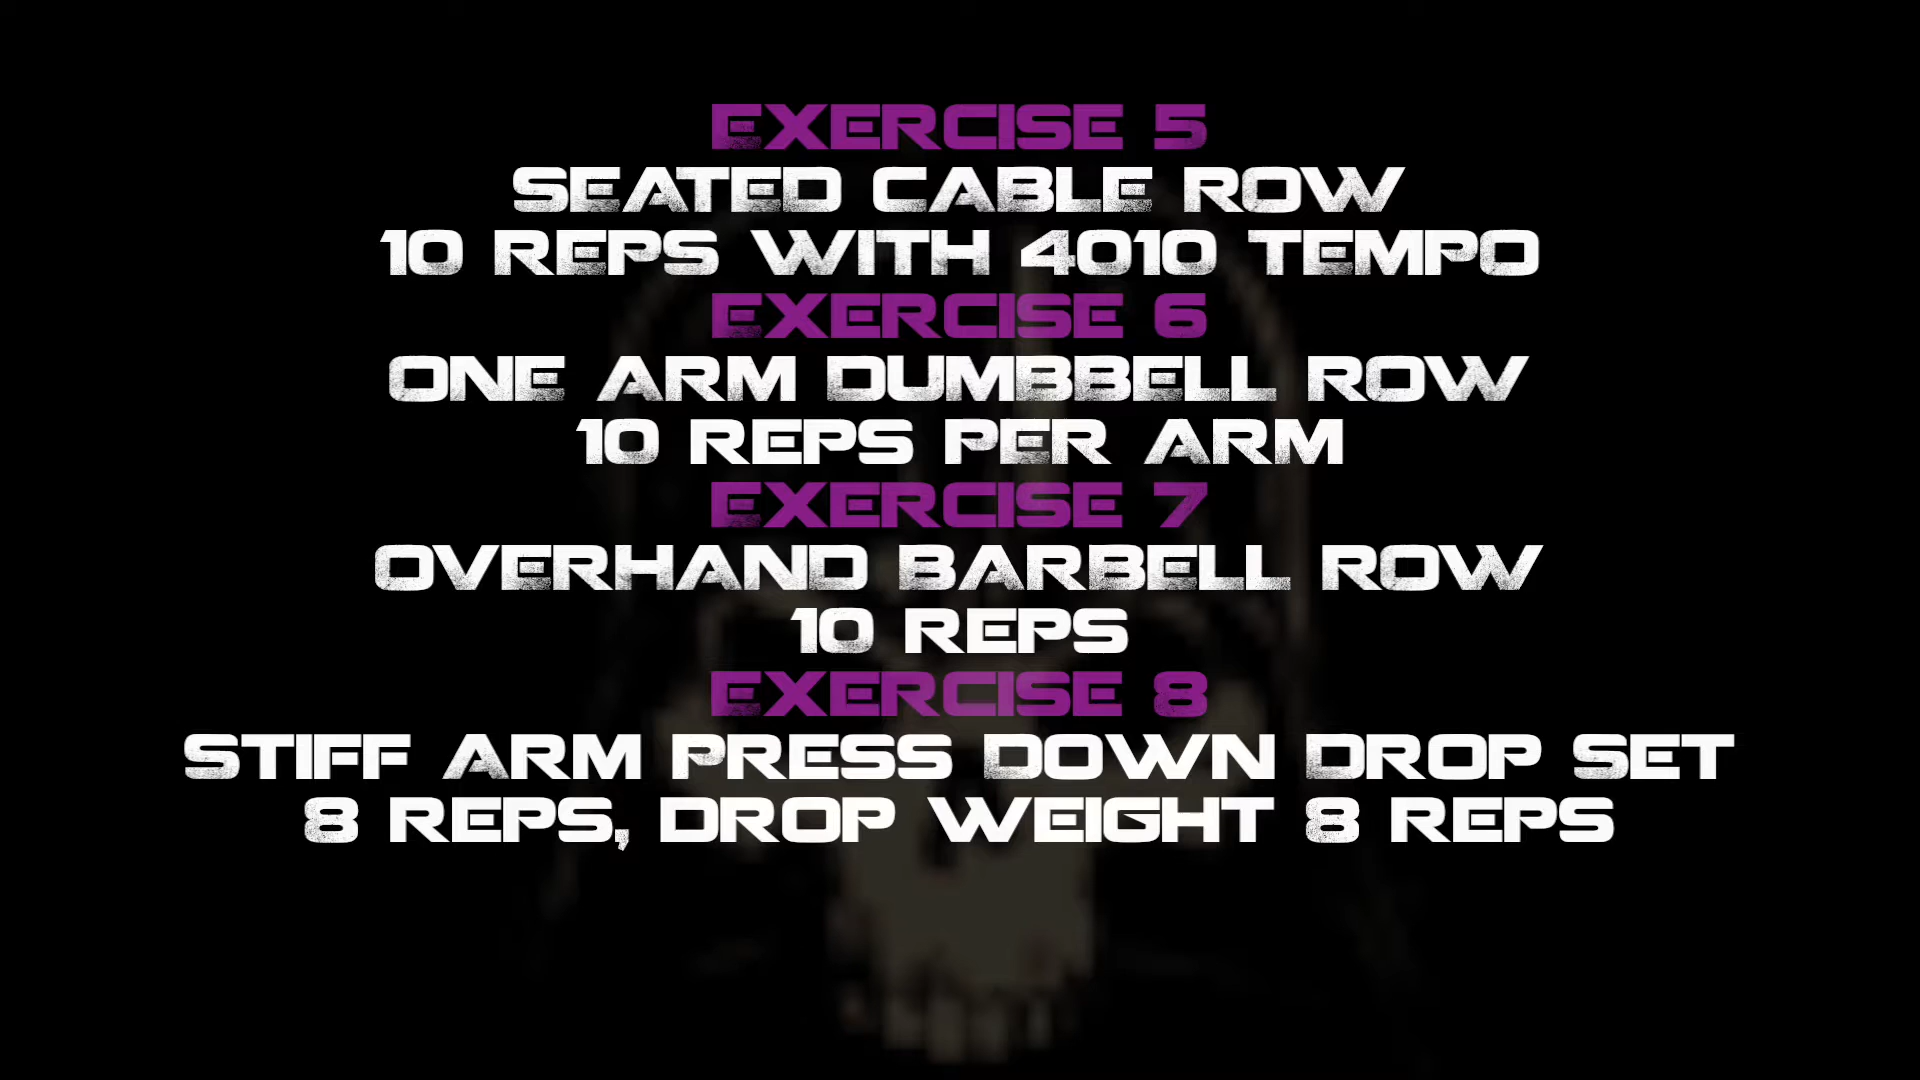 EXERCISE 5
SEATED CABLE ROW
10 REPS WITH 4010 TEMPO
EXERCISE 6
ONE ARM DUMBBELL ROW
10 REPS PER ARM
EXERCISE 7
OVERHAND BARBELL ROW
10 REPS
EXERCISE 8
STIFF ARM PRESS DOWN DROP SET
8 REPS, DROP WEIGHT 8 REPS